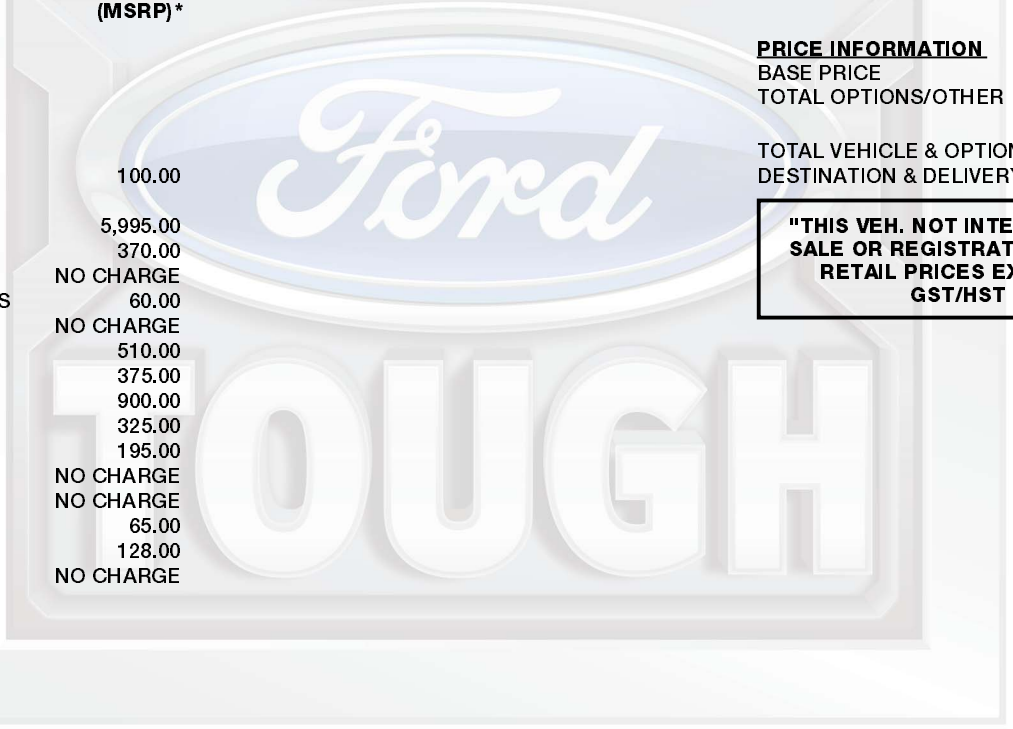 (MSRP)*
100.00
5,995.00
370.00
NO CHARGE
S 60.00
NO CHARGE
510.00
375.00
900.00
325.00
195.00
NO CHARGE
NO CHARGE
65.00
128.00
NO CHARGE
PRICE INFORMATION
BASE PRICE
TOTAL OPTIONS/OTHER
TOTAL VEHICLE & OPTION
DESTINATION & DELIVERY
"THIS VEH. NOT INTE
SALE OR REGISTRAT
RETAIL PRICES EX
GST/HST
Ford
TOUGH